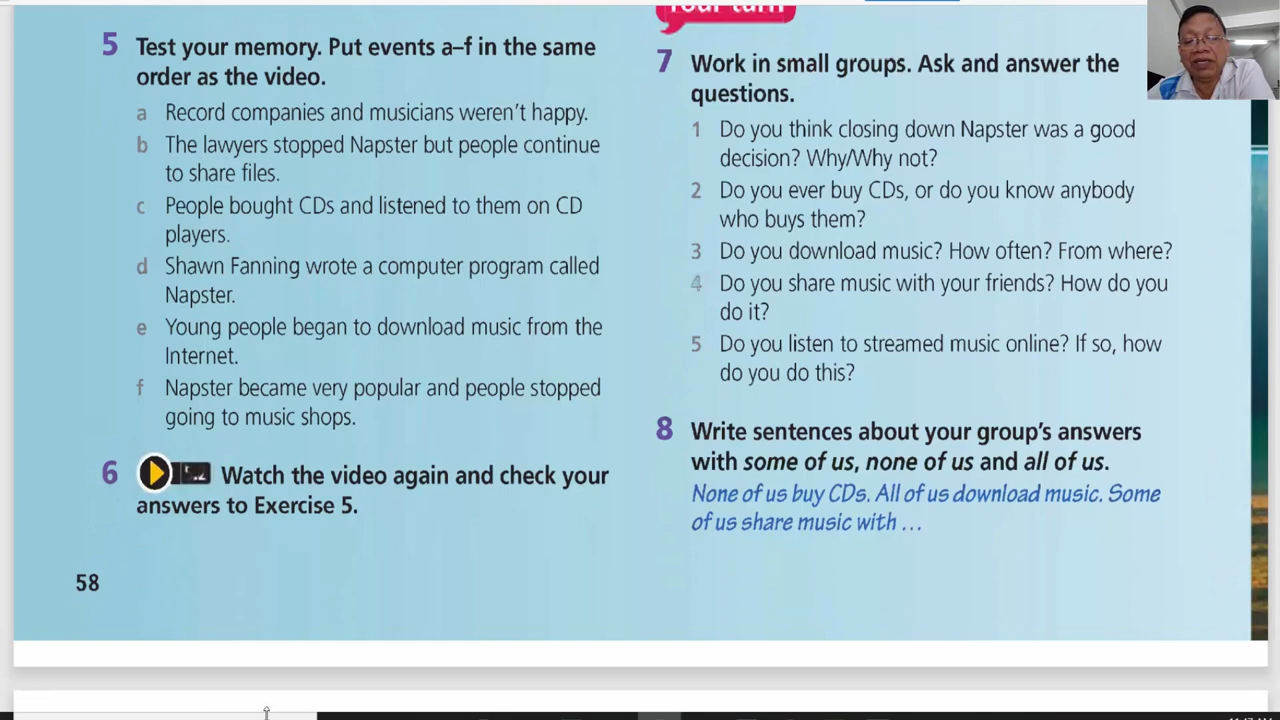 5 Test your memory. Put events a–f in the same
order as the video.
a Record companies and musicians weren't happy.
b The lawyers stopped Napster but people continue
to share files.
c People bought CDs and listened to them on CD
players.
d Shawn Fanning wrote a computer program called
Napster.
e Young people began to download music from the
Internet.
f Napster became very popular and people stopped
going to music shops.
6 Watch the video again and check your
answers to Exercise 5.
58
Your turn
7 Work in small groups. Ask and answer the
questions.
1 Do you think closing down Napster was a good
decision? Why/Why not?
2 Do you ever buy CDs, or do you know anybody
who buys them?
3 Do you download music? How often? From where?
4 Do you share music with your friends? How do you
do it?
5 Do you listen to streamed music online? If so, how
do you do this?
8 Write sentences about your group's answers
with some of us, none of us and all of us.
None of us buy CDs. All of us download music. Some
of us share music with ...